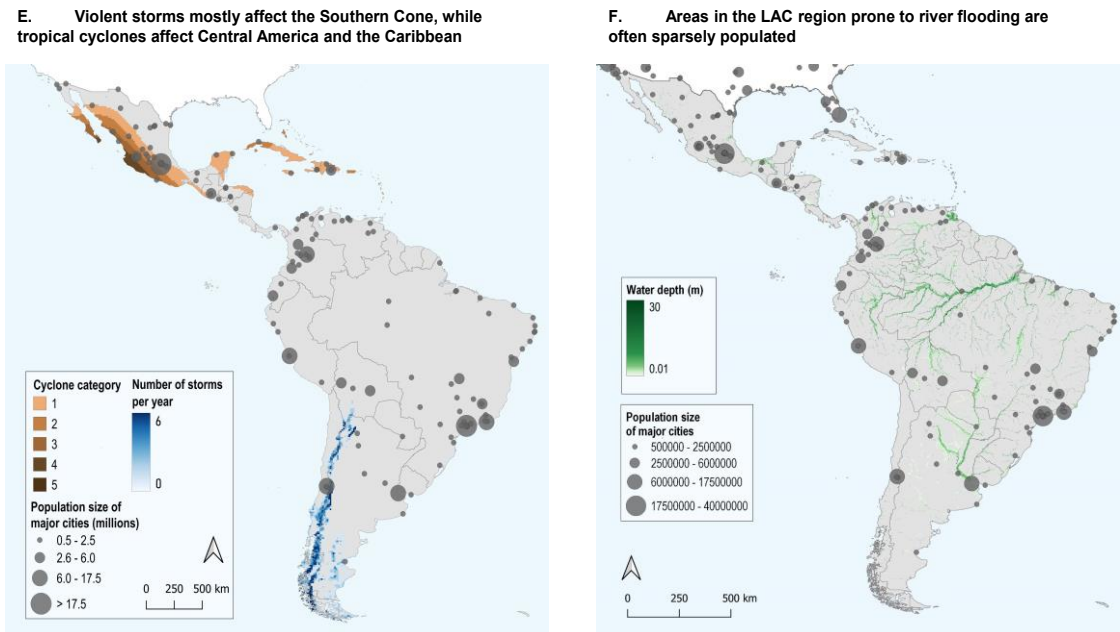 E. Violent storms mostly affect the Southern Cone, while
tropical cyclones affect Central America and the Caribbean
Cyclone category
1
2
3
4
5
Number of storms
per year
6
0
Population size of
major cities (millions)
0.5 - 2.5
2.6 - 6.0
6.0 - 17.5
> 17.5
0 250 500 km
F. Areas in the LAC region prone to river flooding are
often sparsely populated
Water depth (m)
30
0.01
Population size
of major cities
500000 - 2500000
2500000 - 6000000
6000000 - 17500000
17500000 - 40000000
0 250 500 km